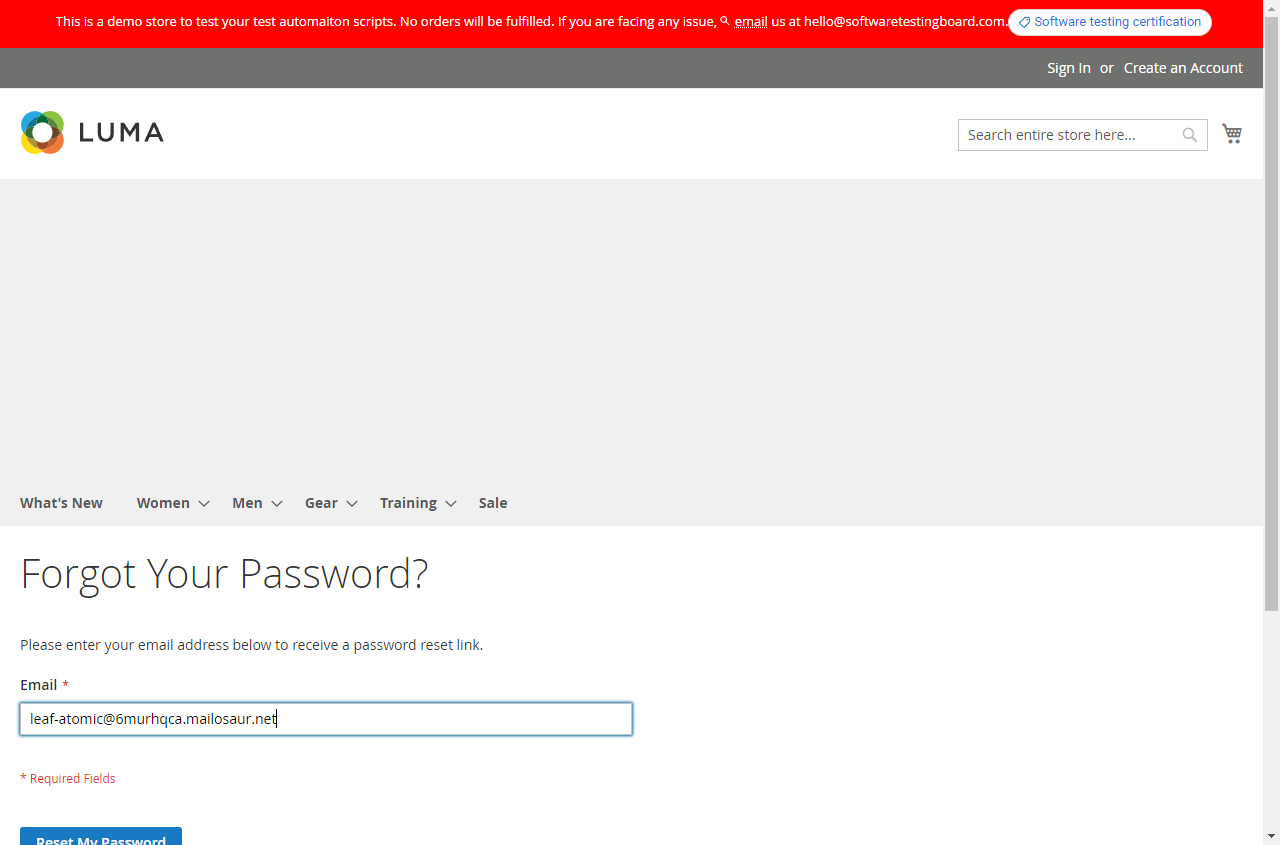 This is a demo store to test your test automaiton scripts. No orders will be fulfilled. If you are facing any issue, email us at hello@softwaretestingboard.com. Software testing certification
Sign In or Create an Account
LUMA
Search entire store here...
What's New Women Men Gear Training Sale
Forgot Your Password?
Please enter your email address below to receive a password reset link.
Email *
leaf-atomic@6murhqca.mailosaur.net
* Required Fields
Reset My Password